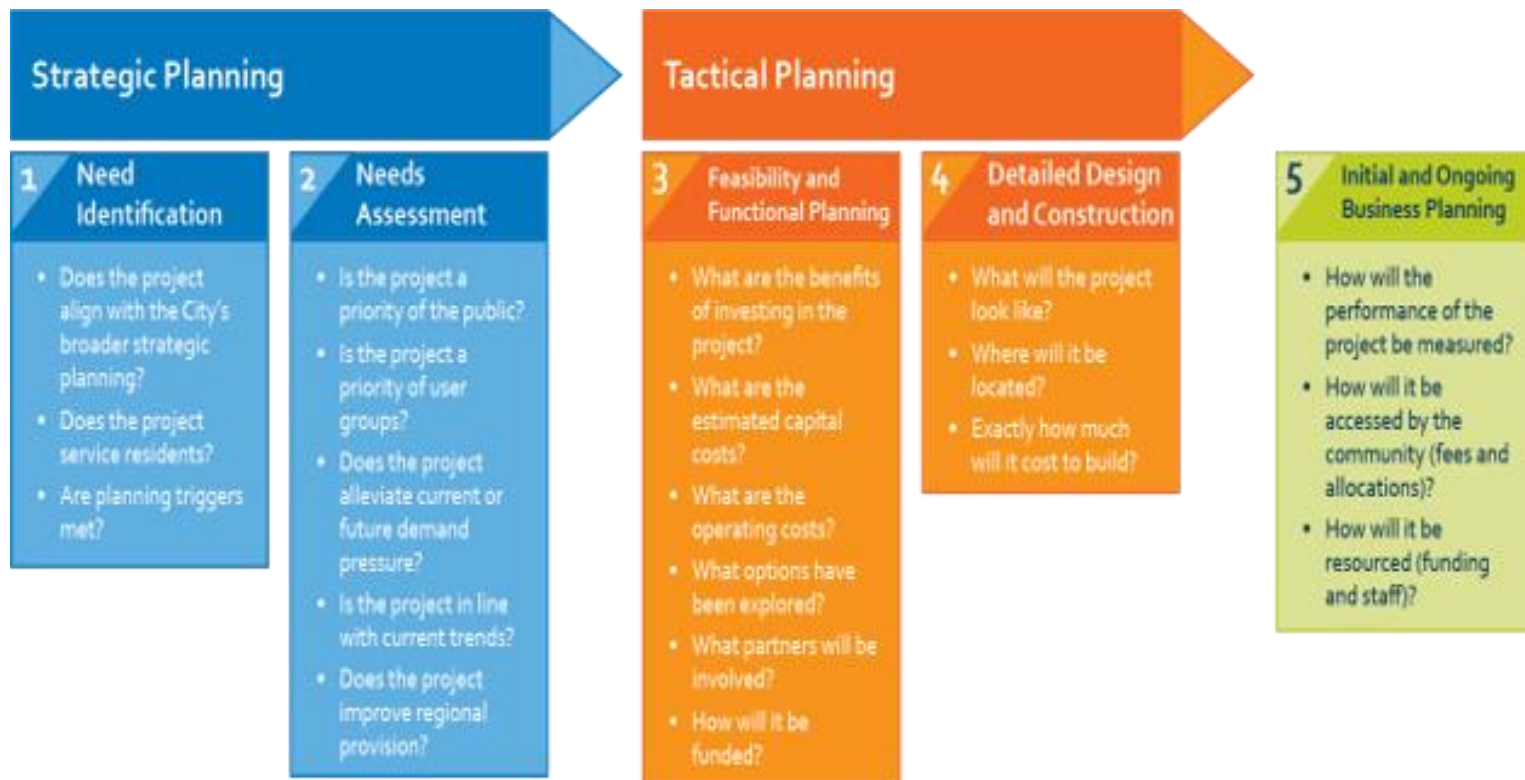 Strategic Planning
Tactical Planning
1
Need
Identification
• Does the project
align with the City's
broader strategic
planning?
• Does the project
service residents?
• Are planning triggers
met?
2
Needs
Assessment
• Is the project a
priority of the public?
• Is the project a
priority of user
groups?
• Does the project
alleviate current or
future demand
pressure?
• Is the project in line
with current trends?
• Does the project
improve regional
provision?
3
Feasibility and
Functional Planning
• What are the benefits
of investing in the
project?
• What are the
estimated capital
costs?
• What are the
operating costs?
• What options have
been explored?
• What partners will be
involved?
• How will it be
funded?
4
Detailed Design
and Construction
• What will the project
look like?
• Where will it be
located?
• Exactly how much
will it cost to build?
5
Initial and Ongoing
Business Planning
• How will the
performance of the
project be measured?
• How will it be
accessed by the
community (fees and
allocations)?
• How will it be
resourced (funding
and staff)?